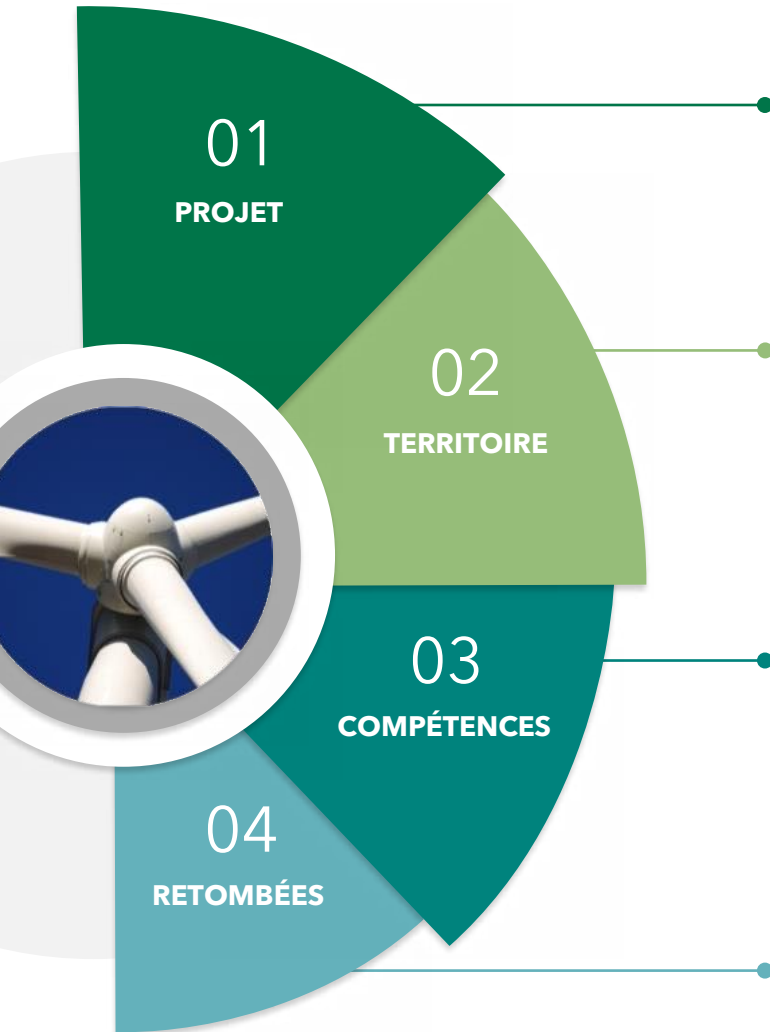 01
PROJET
02
TERRITOIRE
03
COMPÉTENCES
04
RETOMBÉES